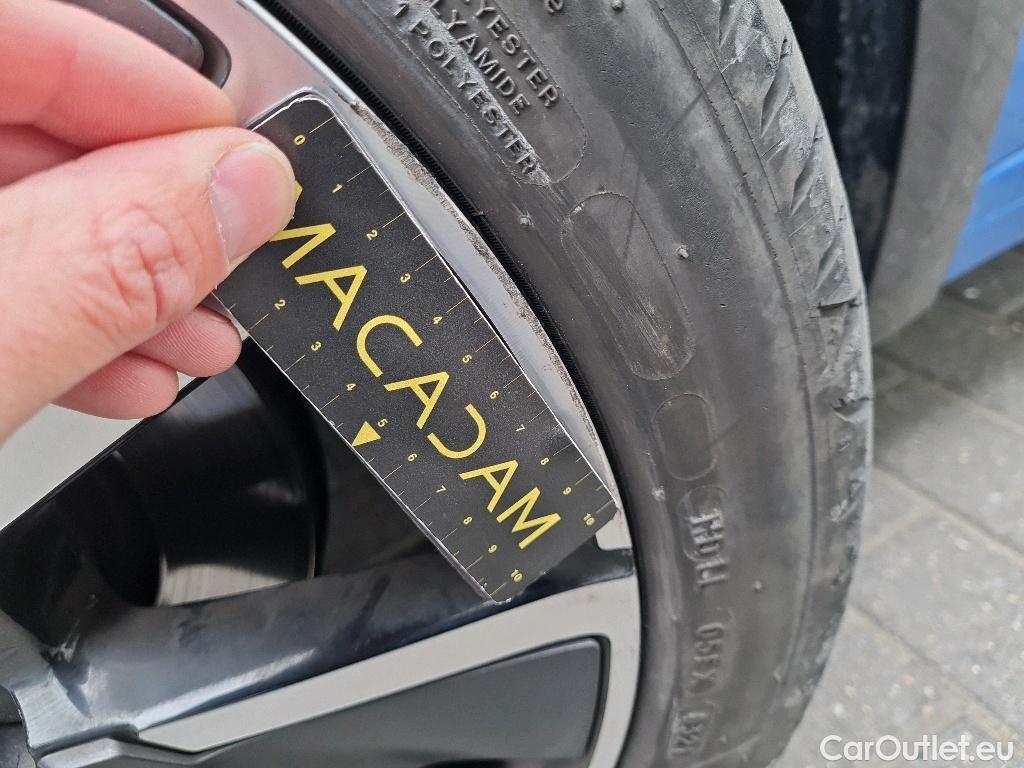 YESTER
LYAMIDE
1 POLYESTER
0 1 2 3 4 5 6 7 8 9 10
MACADAM
2 3 4 5 6 7 8 9 10
CarOutlet.eu